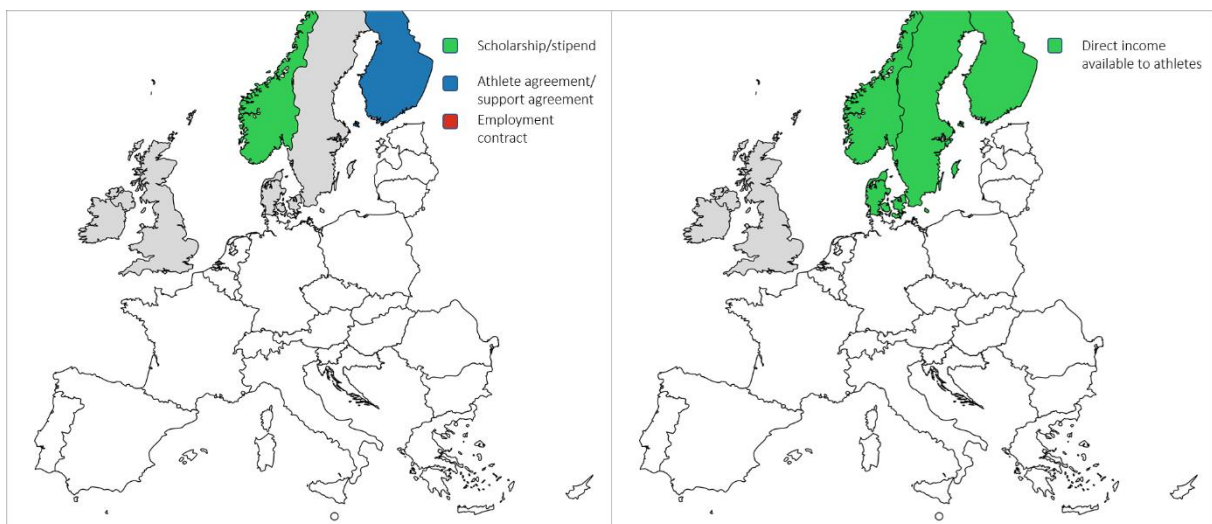 Scholarship/stipend
Athlete agreement/
support agreement
Employment
contract
Direct income
available to athletes